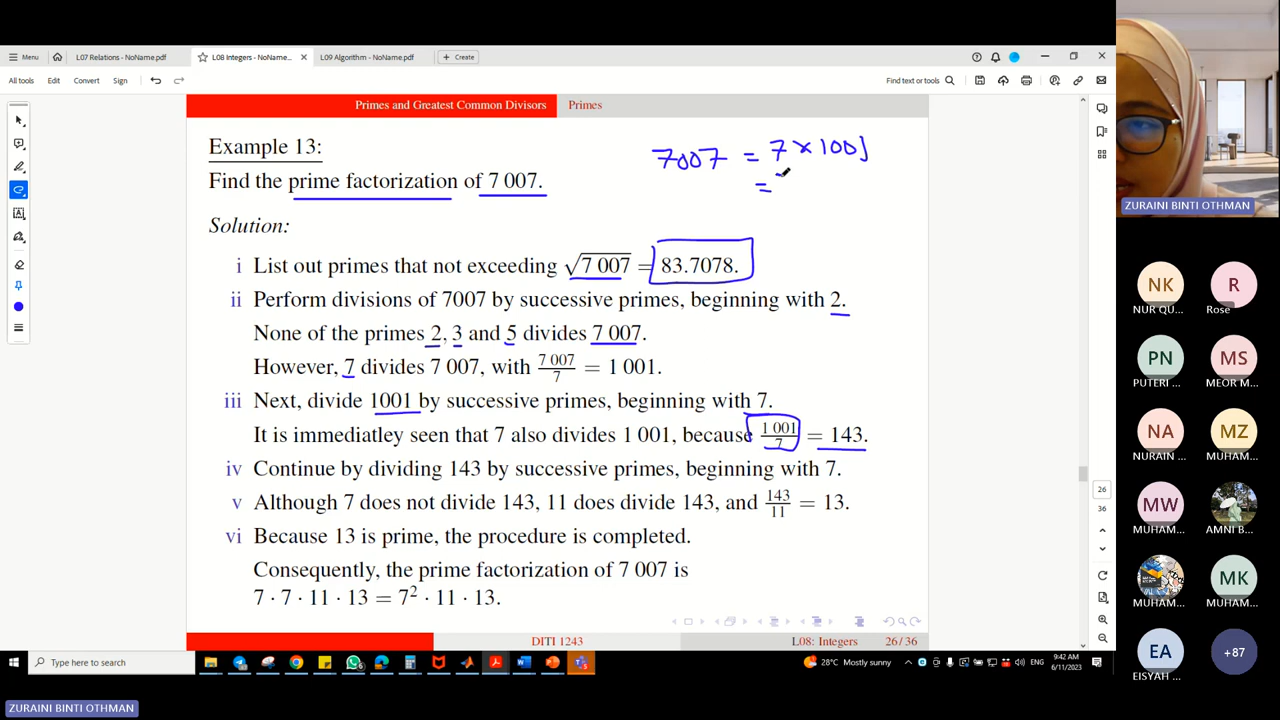 Menu
L07 Relations - NoName.pdf
L08 Integers - NoName...
L09 Algorithm - NoName.pdf
Create
All tools
Edit
Convert
Sign
Find text or tools
Primes and Greatest Common Divisors
Primes
Example 13:
7007 = 7 × 1001
Find the prime factorization of 7 007.
=
Solution:
i List out primes that not exceeding √7 007 = 83.7078.
ii Perform divisions of 7007 by successive primes, beginning with 2.
None of the primes 2, 3 and 5 divides 7 007.
However, 7 divides 7 007, with 7 007/7 = 1 001.
iii Next, divide 1001 by successive primes, beginning with 7.
It is immediatley seen that 7 also divides 1 001, because 1 001/7 = 143.
iv Continue by dividing 143 by successive primes, beginning with 7.
v Although 7 does not divide 143, 11 does divide 143, and 143/11 = 13.
vi Because 13 is prime, the procedure is completed.
Consequently, the prime factorization of 7 007 is
7 · 7 · 11 · 13 = 7² · 11 · 13.
DITI 1243
L08: Integers
26/36
26
36
Type here to search
28°C Mostly sunny
ENG
9:42 AM
6/11/2023
ZURAINI BINTI OTHMAN
NK
NUR QU...
R
Rose
PN
PUTERI ...
MS
MEOR M...
NA
NURAIN ...
MZ
MUHAM...
MW
MUHAM...
AMNI B...
MUHAM...
MK
MUHAM...
EA
EISYAH ...
+87
ZURAINI BINTI OTHMAN